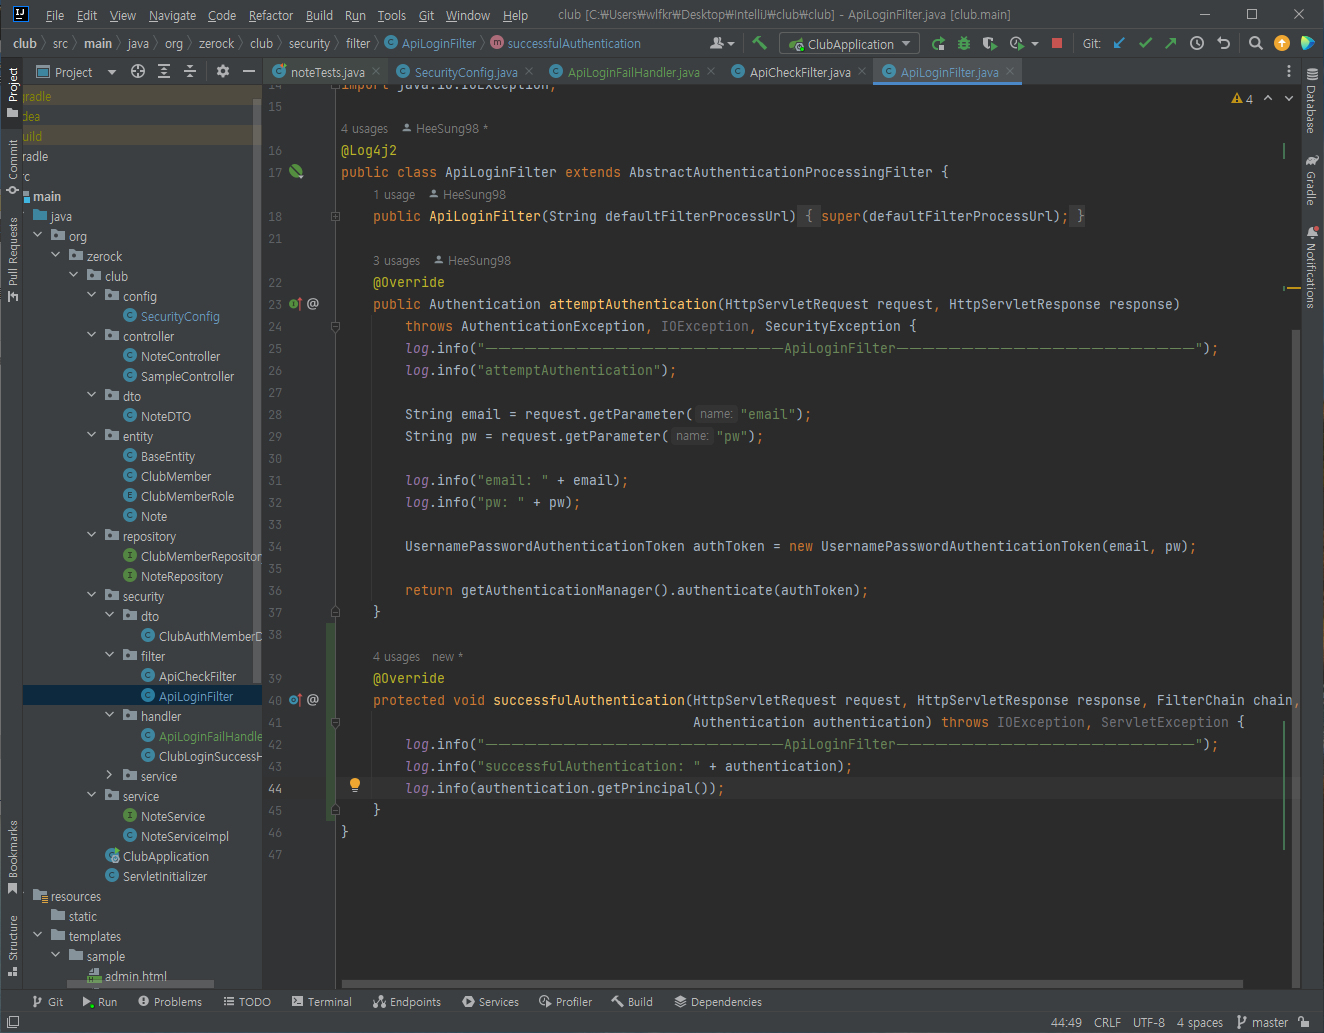 File Edit View Navigate Code Refactor Build Run Tools Git Window Help club [C:₩Users₩wlfkr₩Desktop₩IntelliJ₩club₩club] - ApiLoginFilter.java [club.main]
club src main java org zerock club security filter ApiLoginFilter successfulAuthentication ClubApplication Git:
Project noteTests.java SecurityConfig.java ApiLoginFailHandler.java ApiCheckFilter.java ApiLoginFilter.java
Project
Commit
Pull Requests
Bookmarks
Structure
radle
dea
uild
radle
rc
main
java
org
zerock
club
config
SecurityConfig
controller
NoteController
SampleController
dto
NoteDTO
entity
BaseEntity
ClubMember
ClubMemberRole
Note
repository
ClubMemberRepositor
NoteRepository
security
dto
ClubAuthMemberD
filter
ApiCheckFilter
ApiLoginFilter
handler
ApiLoginFailHandle
ClubLoginSuccessH
service
service
NoteService
NoteServiceImpl
ClubApplication
ServletInitializer
resources
static
templates
sample
admin.html
14 import java.io.IOException;
15
4 usages HeeSung98 *
16 @Log4j2
17 public class ApiLoginFilter extends AbstractAuthenticationProcessingFilter {
1 usage HeeSung98
18 public ApiLoginFilter(String defaultFilterProcessUrl) { super(defaultFilterProcessUrl); }
21
3 usages HeeSung98
22 @Override
23 @ public Authentication attemptAuthentication(HttpServletRequest request, HttpServletResponse response)
24 throws AuthenticationException, IOException, SecurityException {
25 log.info("-------------------------ApiLoginFilter-------------------------");
26 log.info("attemptAuthentication");
27
28 String email = request.getParameter( name: "email");
29 String pw = request.getParameter( name: "pw");
30
31 log.info("email: " + email);
32 log.info("pw: " + pw);
33
34 UsernamePasswordAuthenticationToken authToken = new UsernamePasswordAuthenticationToken(email, pw);
35
36 return getAuthenticationManager().authenticate(authToken);
37 }
38
4 usages new *
39 @Override
40 @ protected void successfulAuthentication(HttpServletRequest request, HttpServletResponse response, FilterChain chain,
41 Authentication authentication) throws IOException, ServletException {
42 log.info("-------------------------ApiLoginFilter-------------------------");
43 log.info("successfulAuthentication: " + authentication);
44 log.info(authentication.getPrincipal());
45 }
46 }
47
4
Database
Gradle
Notifications
Git Run Problems TODO Terminal Endpoints Services Profiler Build Dependencies
44:49 CRLF UTF-8 4 spaces master